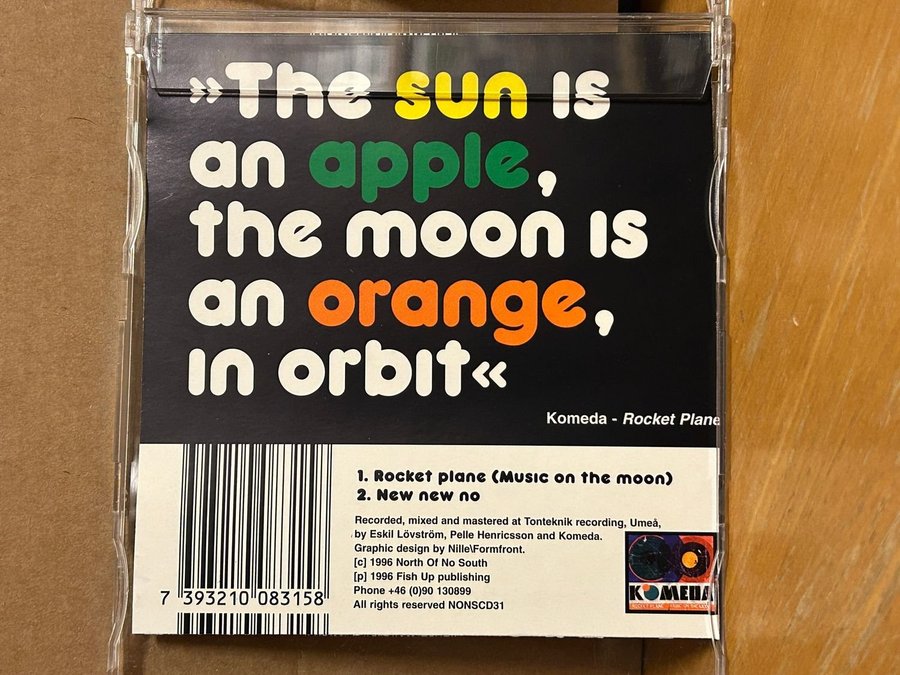 »The sun is
an apple,
the moon is
an orange,
in orbit«
Komeda - Rocket Plane
1. Rocket plane (Music on the moon)
2. New new no
Recorded, mixed and mastered at Tonteknik recording, Umeå,
by Eskil Lövström, Pelle Henricsson and Komeda.
Graphic design by Nille\Formfront.
[c] 1996 North Of No South
[p] 1996 Fish Up publishing
Phone +46 (0)90 130899
All rights reserved NONSCD31
7 393210 083158
KOMEDA